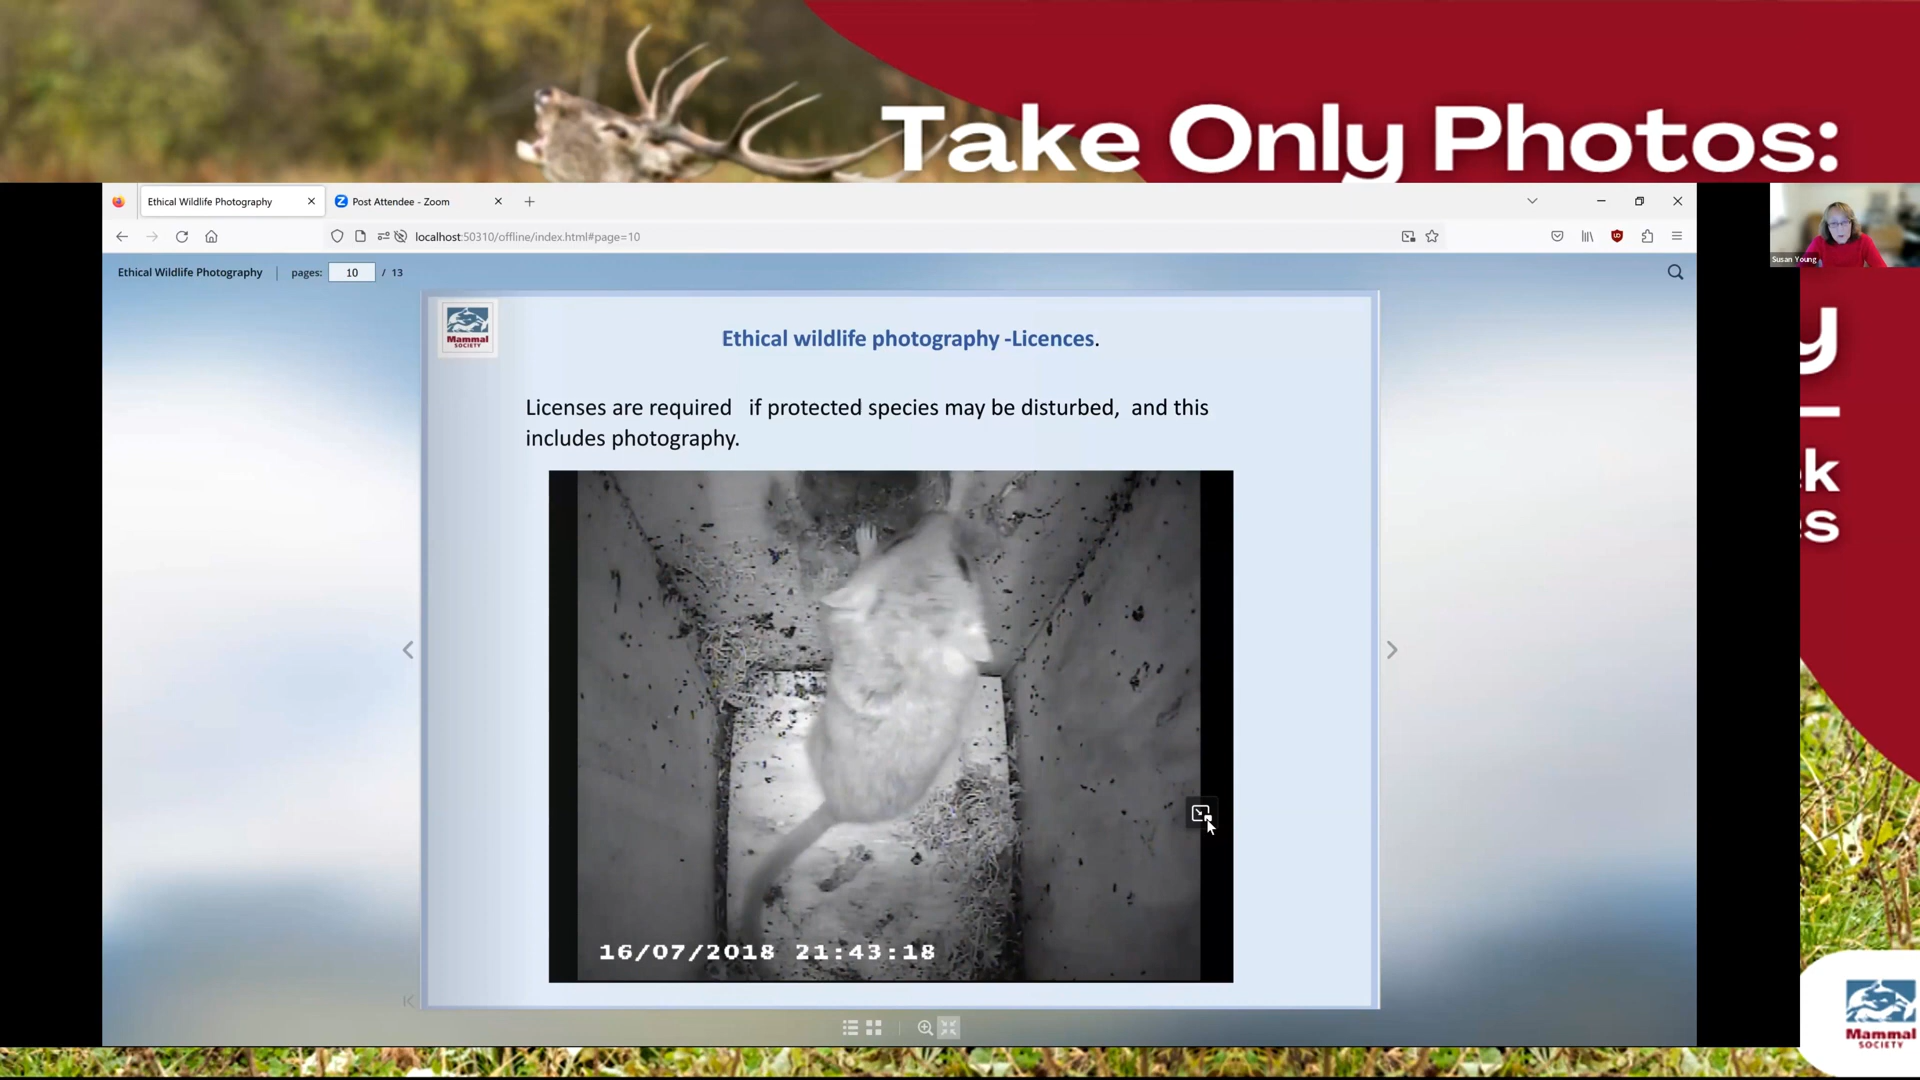 Take Only Photos:
Ethical Wildlife Photography
Post Attendee - Zoom
localhost:50310/offline/index.html#page=10
Susan Young
Ethical Wildlife Photography
pages: 10 / 13
Mammal
SOCIETY
Ethical wildlife photography -Licences.
Licenses are required if protected species may be disturbed, and this
includes photography.
16/07/2018 21:43:18
y
k
es
Mammal
SOCIETY